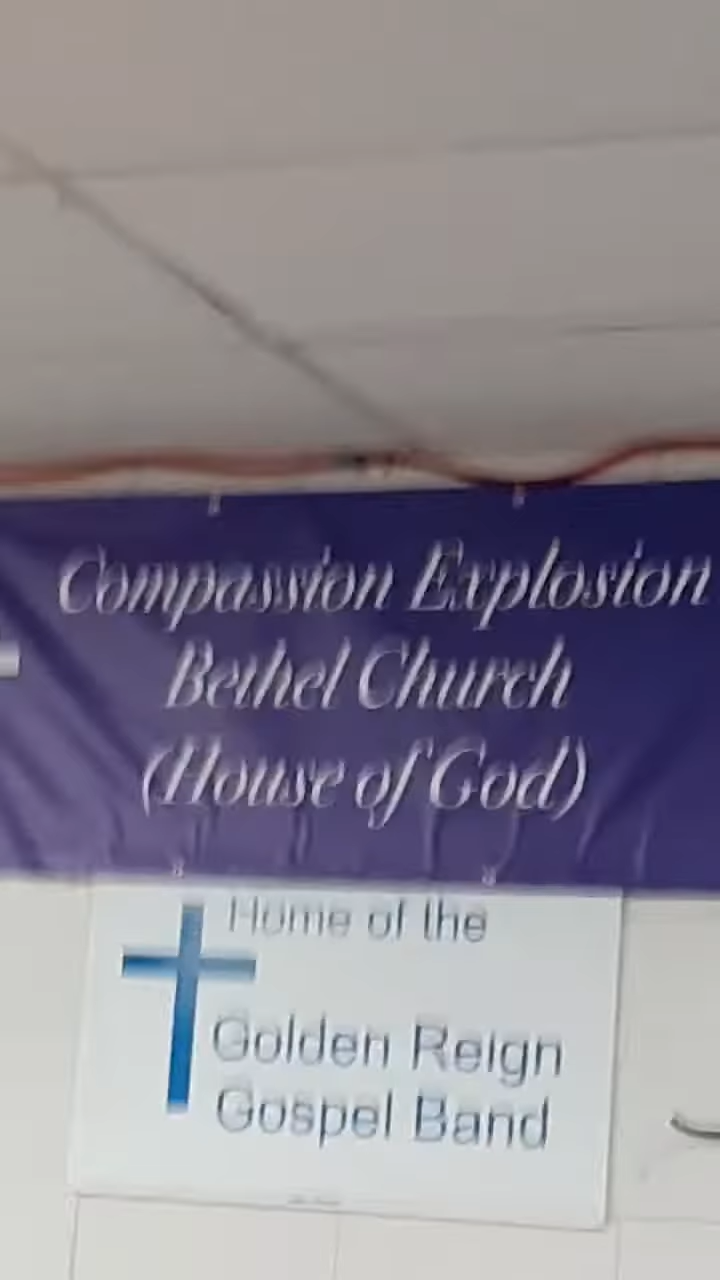 Compassion Explosion
Bethel Church
(House of God)
Home of the
Golden Reign
Gospel Band